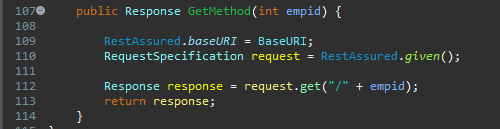 107 public Response GetMethod(int empid) {
108
109 RestAssured.baseURI = BaseURI;
110 RequestSpecification request = RestAssured.given();
111
112 Response response = request.get("/" + empid);
113 return response;
114 }
115 }